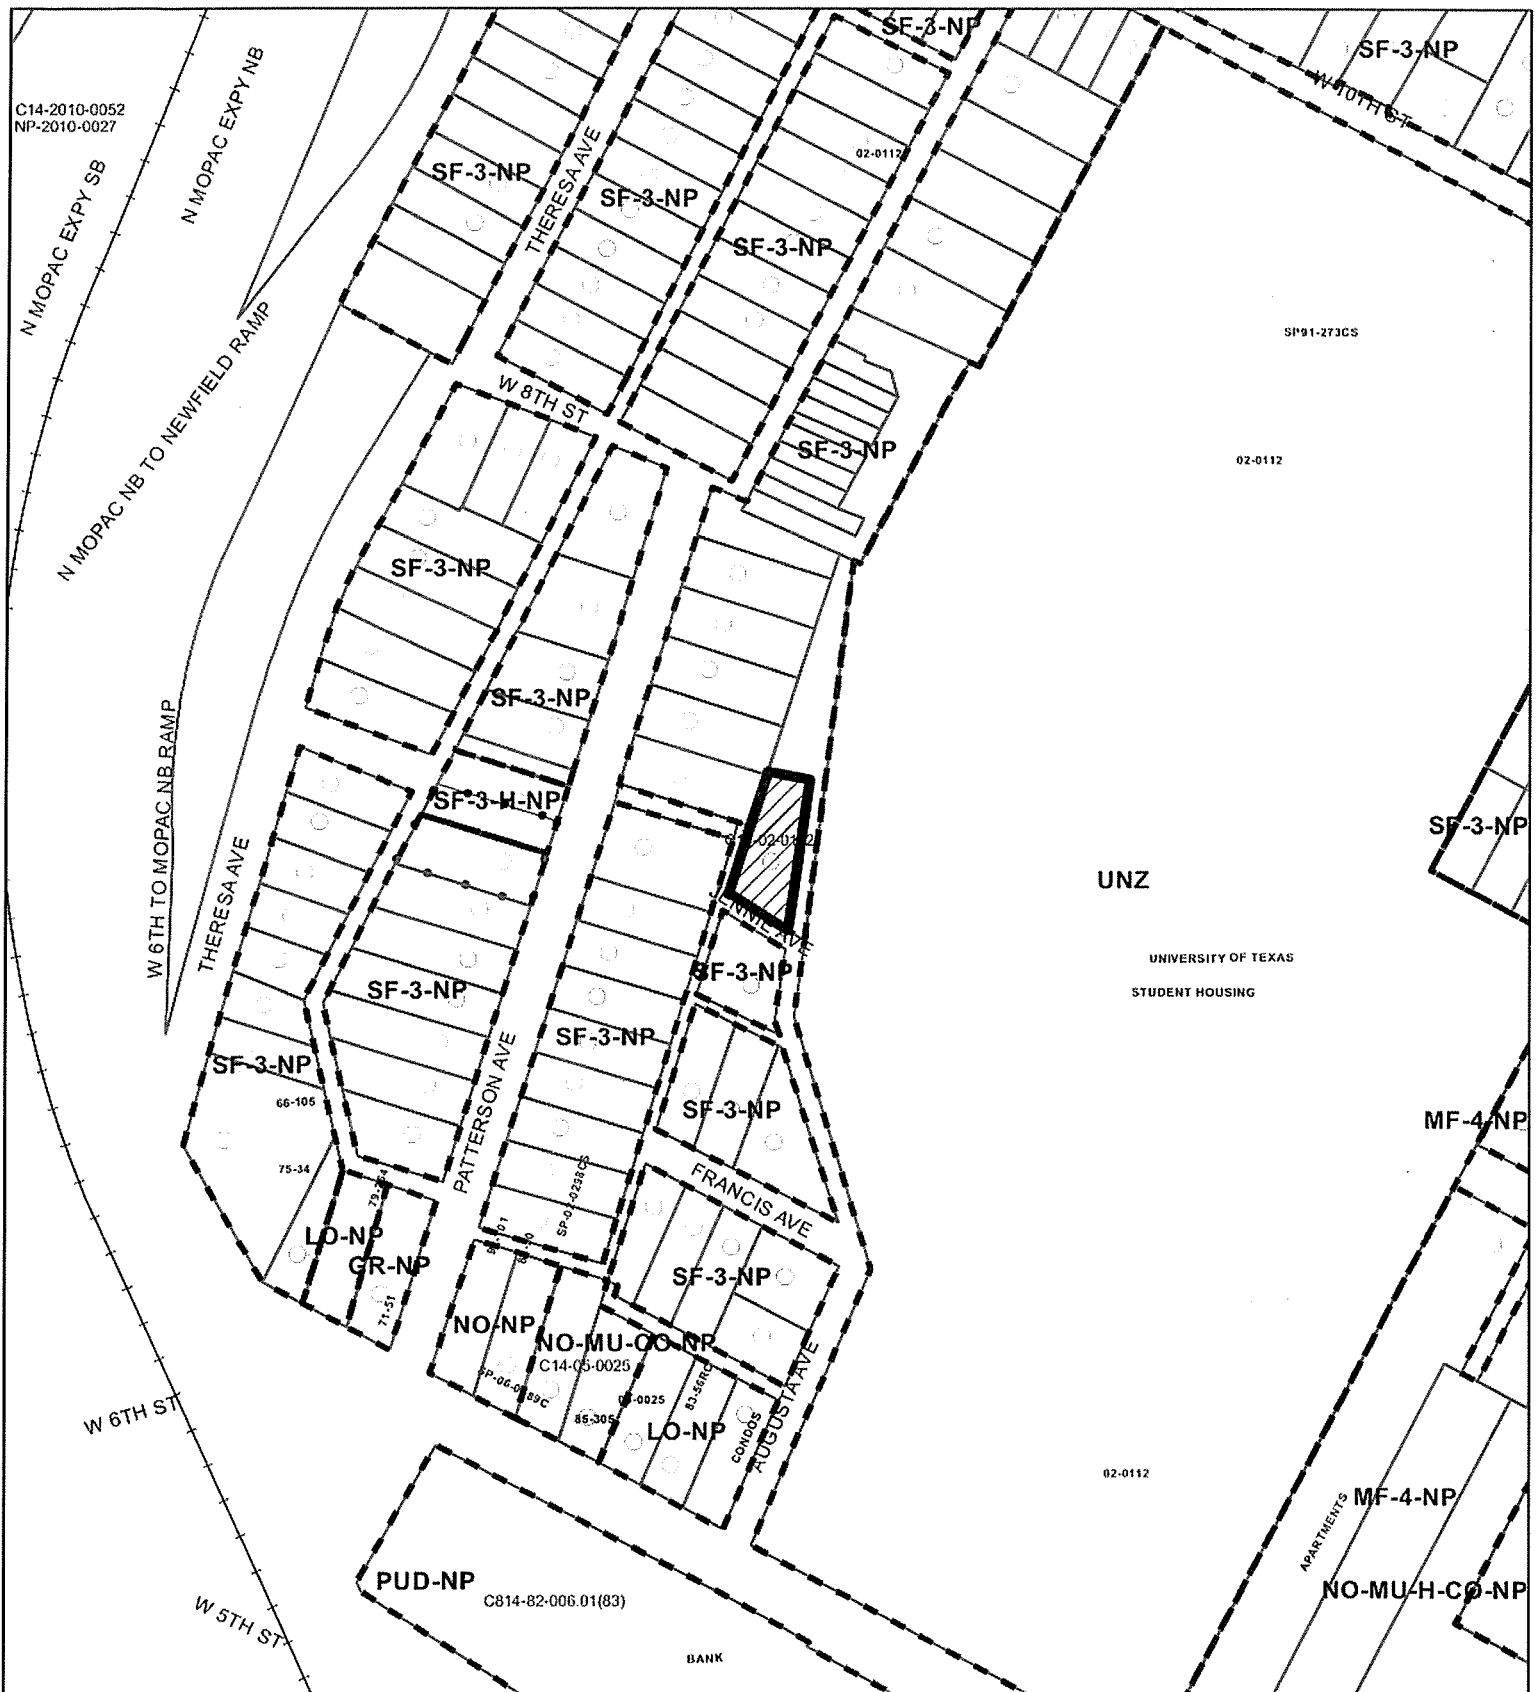 SF-3-NP
SF-3-NP
W 10TH ST
C14-2010-0052
NP-2010-0027
N MOPAC EXPY NB
N MOPAC EXPY SB
THERESA AVE
02-0112
SF-3-NP
SF-3-NP
SF-3-NP
SP91-273CS
N MOPAC NB TO NEWFIELD RAMP
W 8TH ST
SF-3-NP
02-0112
SF-3-NP
SF-3-NP
W 6TH TO MOPAC NB RAMP
SF-3-H-NP
SF-3-NP
THERESA AVE
UNZ
SF-3-NP
UNIVERSITY OF TEXAS
STUDENT HOUSING
SF-3-NP
SF-3-NP
PATTERSON AVE
SF-3-NP
66-105
SF-3-NP
MF-4-NP
75-34
FRANCIS AVE
LO-NP
GR-NP
71-51
SF-3-NP
NO-NP
NO-MU-CO-NP
C14-05-0025
85-305
83-56RC
LO-NP
CONDOS
AUGUSTA AVE
W 6TH ST
02-0112
MF-4-NP
APARTMENTS
PUD-NP
C814-82-006.01(83)
NO-MU-H-CO-NP
W 5TH ST
BANK